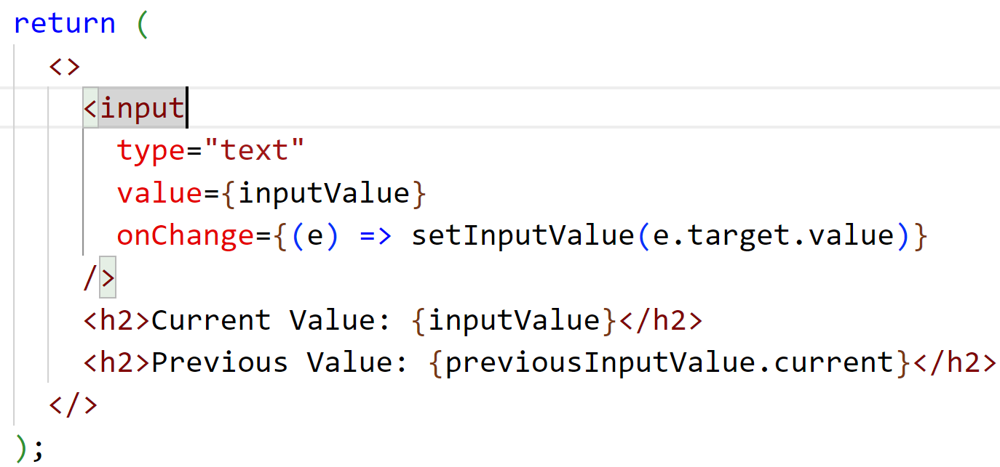 return (
<>
<input
type="text"
value={inputValue}
onChange={(e) => setInputValue(e.target.value)}
/>
<h2>Current Value: {inputValue}</h2>
<h2>Previous Value: {previousInputValue.current}</h2>
</>
);